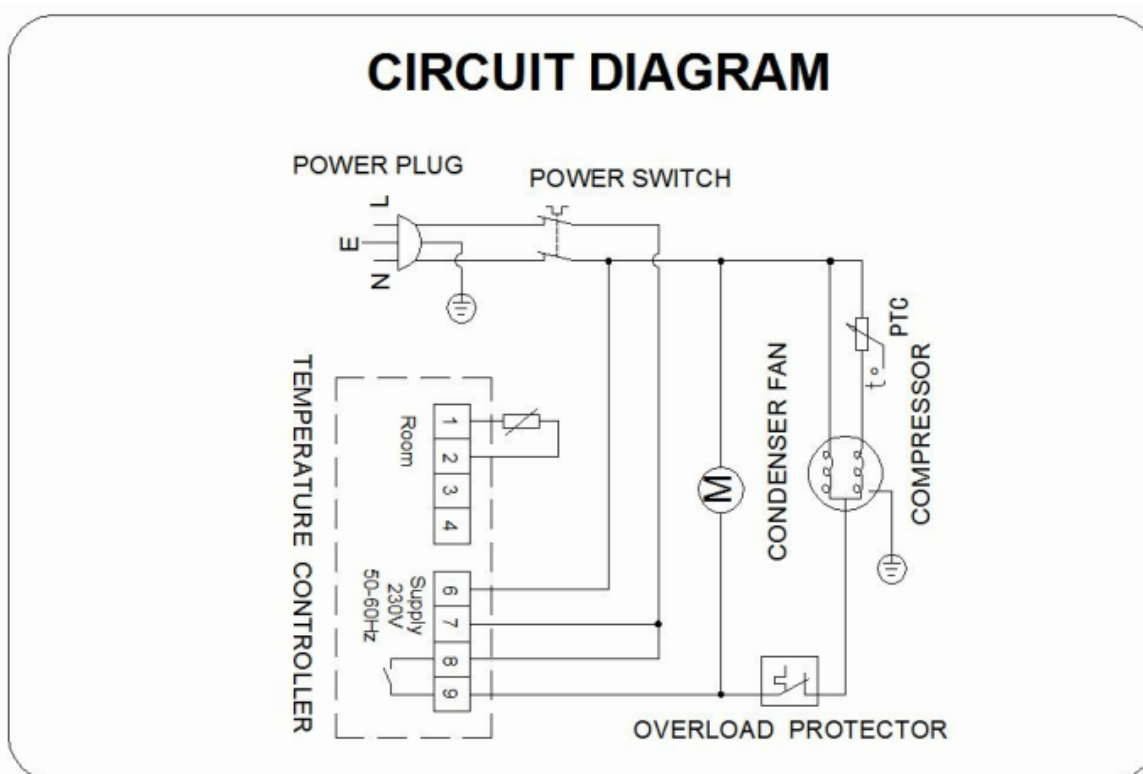 CIRCUIT DIAGRAM
POWER PLUG
POWER SWITCH
L
E
N
PTC
t°
COMPRESSOR
CONDENSER FAN
M
TEMPERATURE CONTROLLER
Room
1
2
3
4
Supply
230V
50-60Hz
6
7
8
9
OVERLOAD PROTECTOR